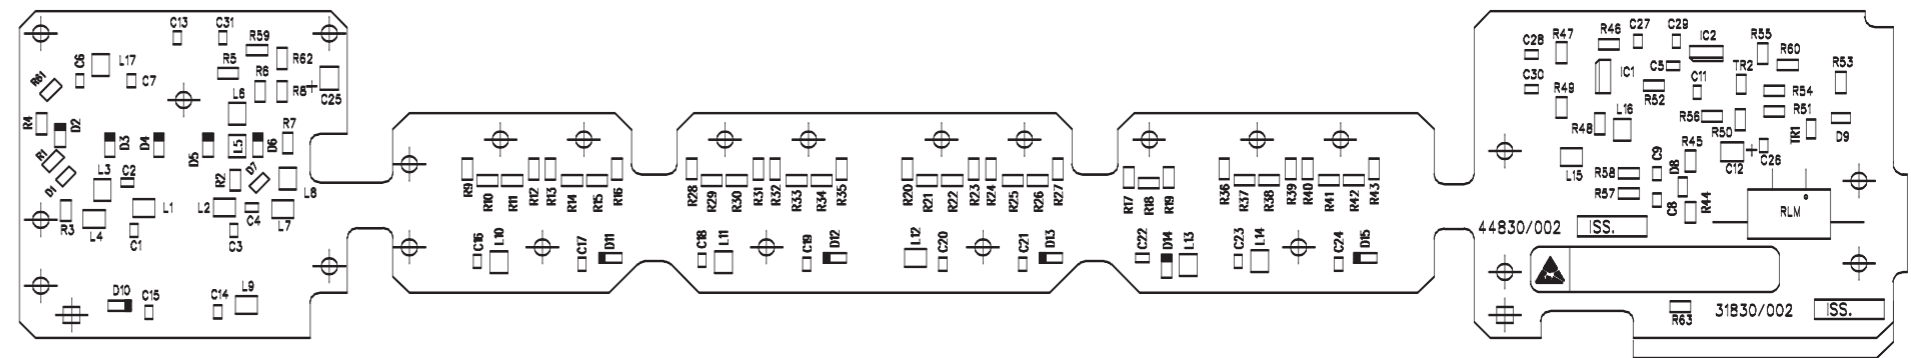 C13
C31
R59
R62
C6
L17
C7
R5
R6
R8
C25
R61
R4
D2
D3
D4
D5
L6
L5
D6
R7
R1
D1
L3
C2
R2
D7
L8
R3
L4
L1
C1
L2
C4
C3
L7
D10
C15
C14
L9
R9
R10
R11
R12
R13
R14
R15
R16
C16
L10
C17
D11
R28
R29
R30
R31
R32
R33
R34
R35
C18
L11
C19
D12
R20
R21
R22
R23
R24
R25
R26
R27
L12
C20
C21
D13
R17
R18
R19
C22
D14
L13
R36
R37
R38
R39
R40
R41
R42
R43
C23
L14
C24
D15
C28
R47
R46
C27
C29
IC2
R55
R60
R53
C30
R49
IC1
C5
R52
C11
TR2
R54
R51
R48
L16
R56
R50
TR1
D9
L15
R58
R57
C9
D8
R45
C12
C26
C8
R44
RLM
44830/002
ISS.
R63
31830/002
ISS.